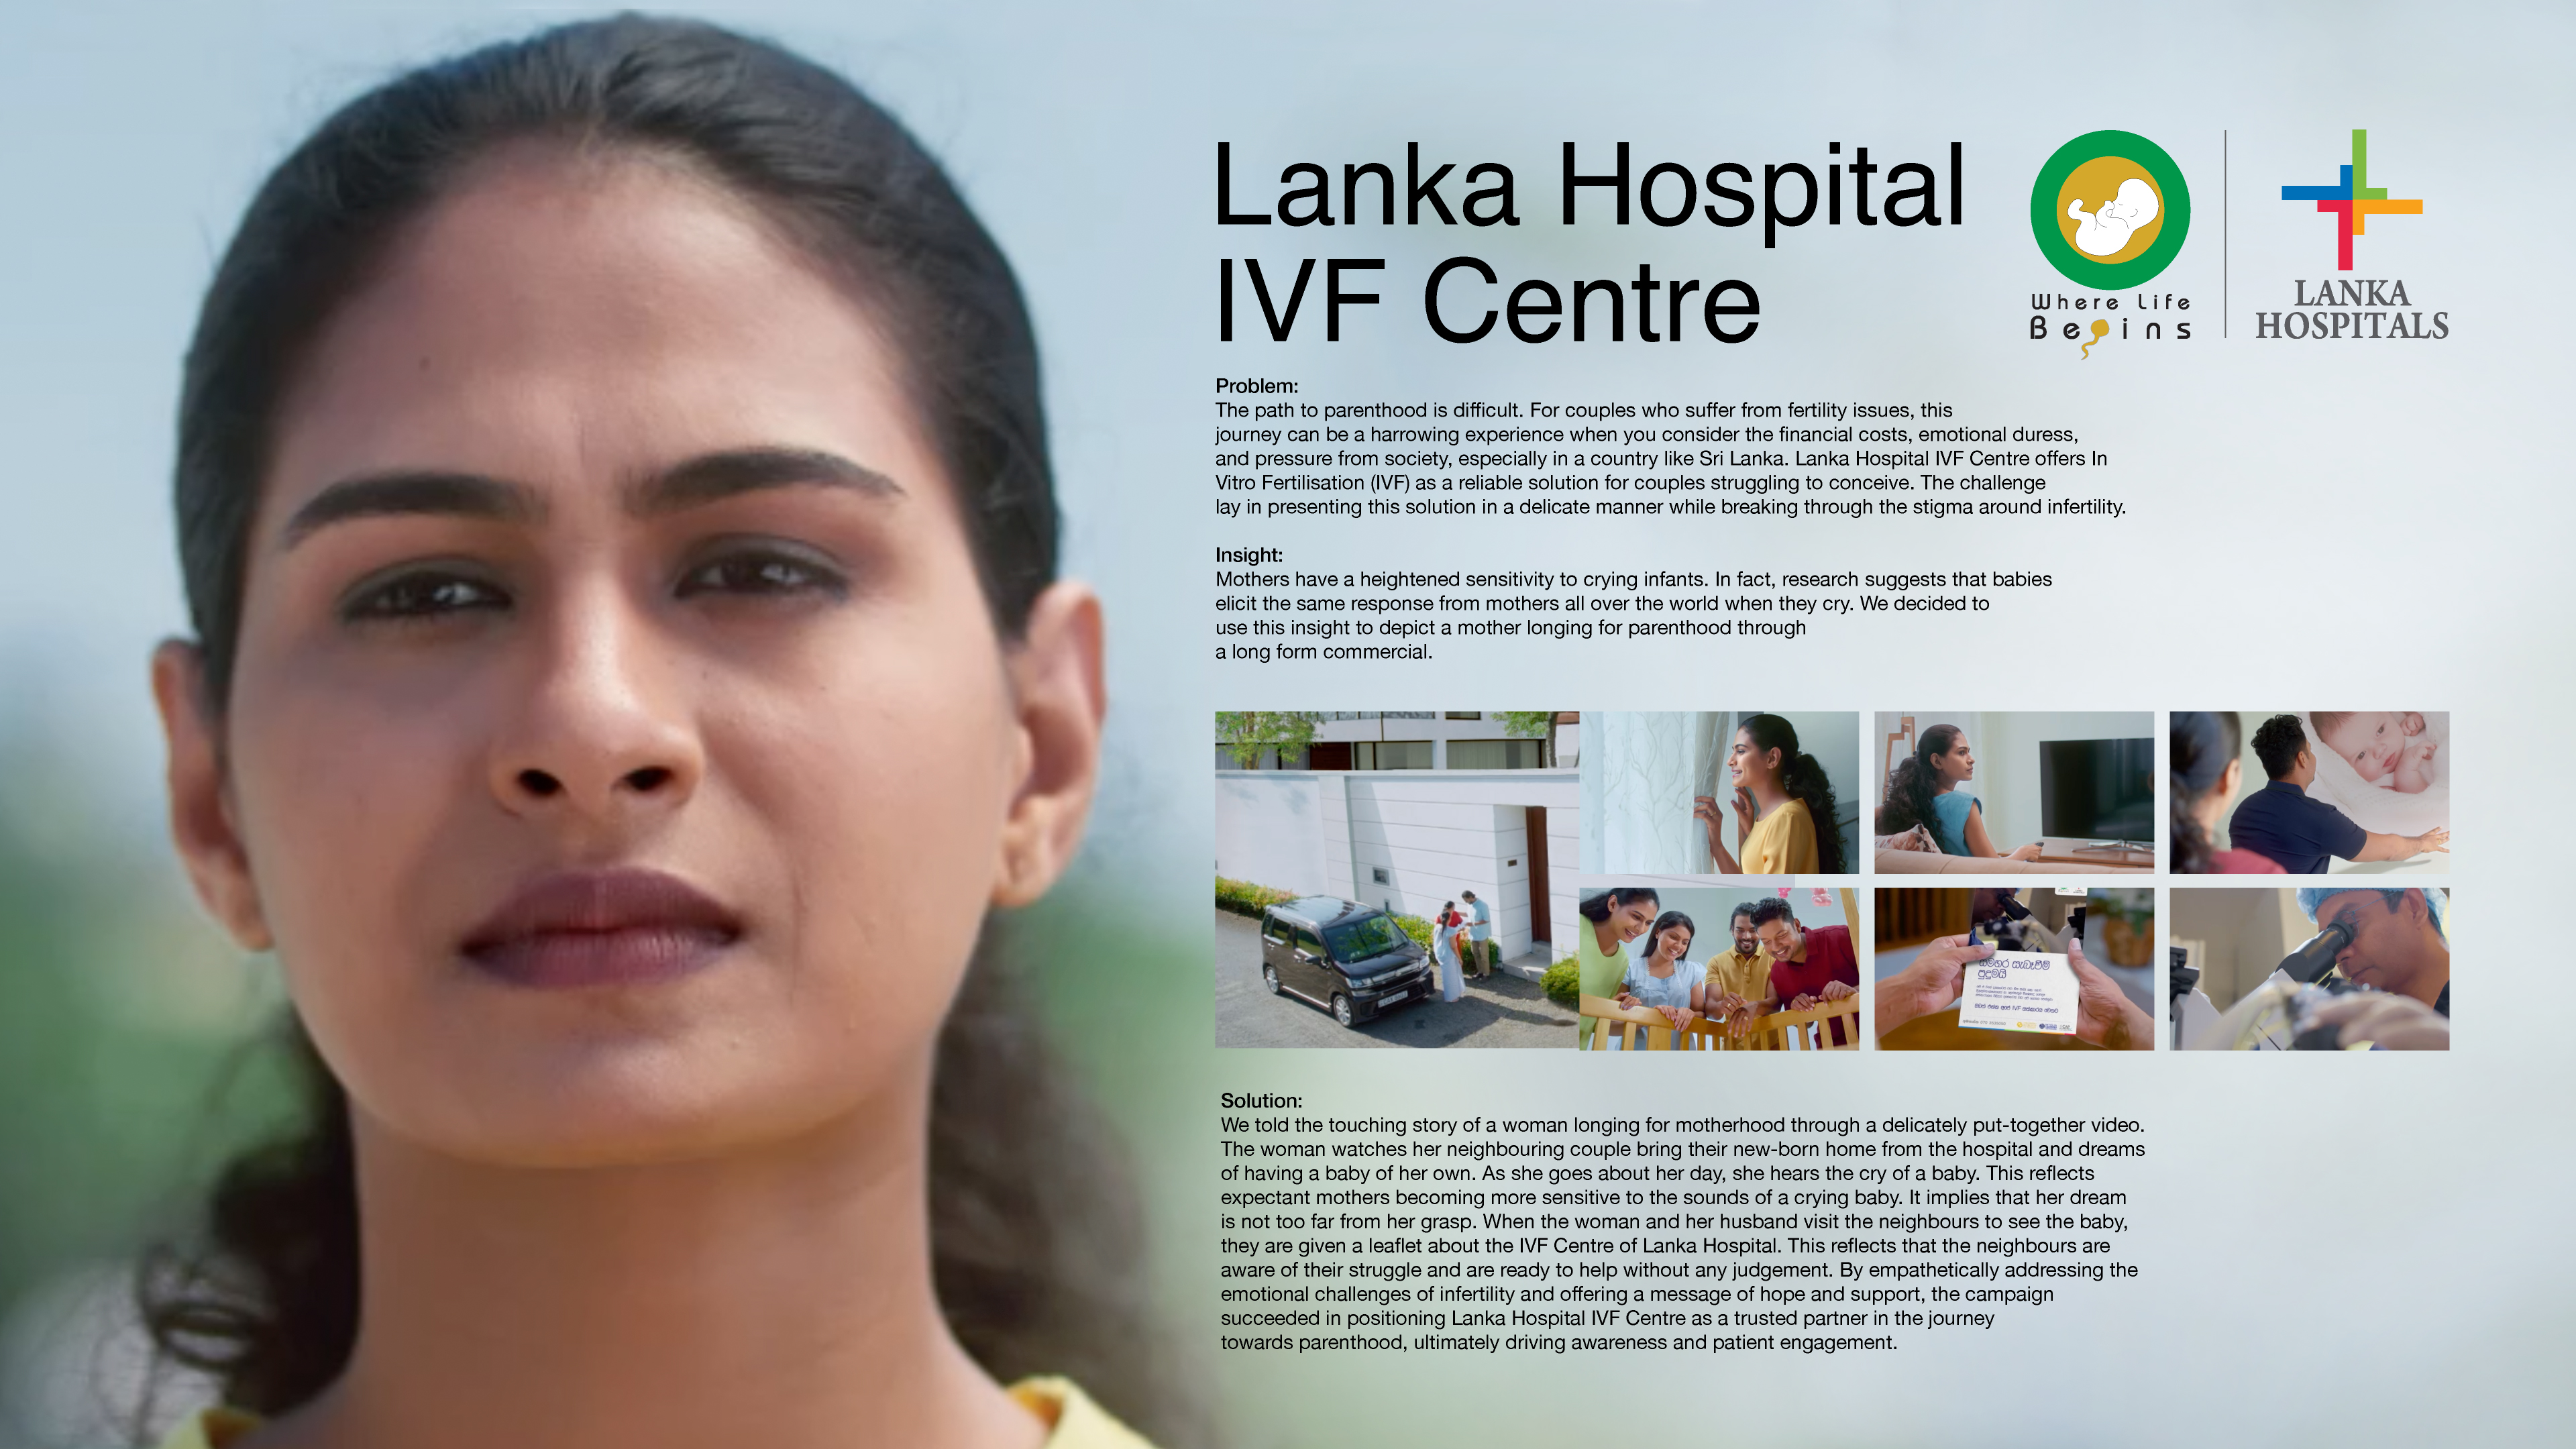 Lanka Hospital
IVF Centre
Where Life
Begins
LANKA
HOSPITALS
Problem:
The path to parenthood is difficult. For couples who suffer from fertility issues, this
journey can be a harrowing experience when you consider the financial costs, emotional duress,
and pressure from society, especially in a country like Sri Lanka. Lanka Hospital IVF Centre offers In
Vitro Fertilisation (IVF) as a reliable solution for couples struggling to conceive. The challenge
lay in presenting this solution in a delicate manner while breaking through the stigma around infertility.
Insight:
Mothers have a heightened sensitivity to crying infants. In fact, research suggests that babies
elicit the same response from mothers all over the world when they cry. We decided to
use this insight to depict a mother longing for parenthood through
a long form commercial.
සමහර හැඟීම්
පුදුමයි
Solution:
We told the touching story of a woman longing for motherhood through a delicately put-together video.
The woman watches her neighbouring couple bring their new-born home from the hospital and dreams
of having a baby of her own. As she goes about her day, she hears the cry of a baby. This reflects
expectant mothers becoming more sensitive to the sounds of a crying baby. It implies that her dream
is not too far from her grasp. When the woman and her husband visit the neighbours to see the baby,
they are given a leaflet about the IVF Centre of Lanka Hospital. This reflects that the neighbours are
aware of their struggle and are ready to help without any judgement. By empathetically addressing the
emotional challenges of infertility and offering a message of hope and support, the campaign
succeeded in positioning Lanka Hospital IVF Centre as a trusted partner in the journey
towards parenthood, ultimately driving awareness and patient engagement.